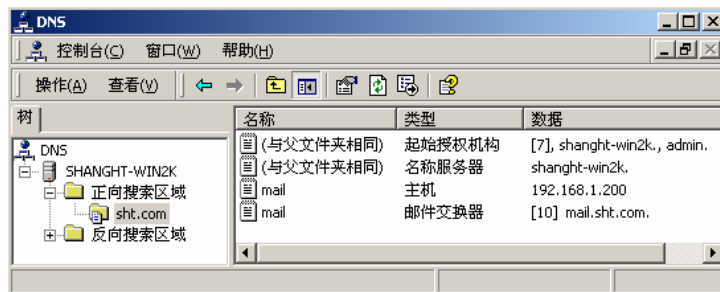 DNS
控制台(C) 窗口(W) 帮助(H)
操作(A) 查看(V)
树
名称 类型 数据
DNS
SHANGHT-WIN2K
正向搜索区域
sht.com
反向搜索区域
(与父文件夹相同) 起始授权机构 [7], shanght-win2k., admin.
(与父文件夹相同) 名称服务器 shanght-win2k.
mail 主机 192.168.1.200
mail 邮件交换器 [10] mail.sht.com.